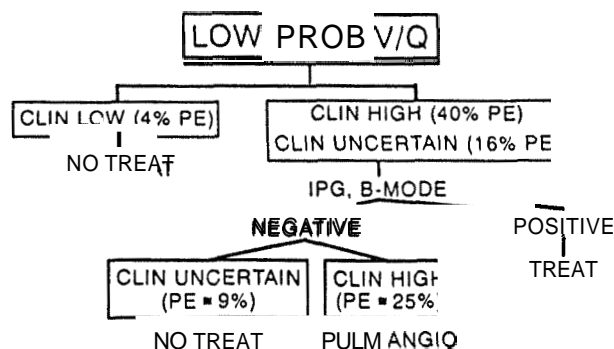 LOW PROB V/Q
CLIN LOW (4% PE)
CLIN HIGH (40% PE)
CLIN UNCERTAIN (16% PE
NO TREAT
IPG, B-MODE
NEGATIVE
POSITIVE
TREAT
CLIN UNCERTAIN
(PE ≈ 9%)
CLIN HIGH
(PE ≈ 25%)
NO TREAT
PULM ANGIO